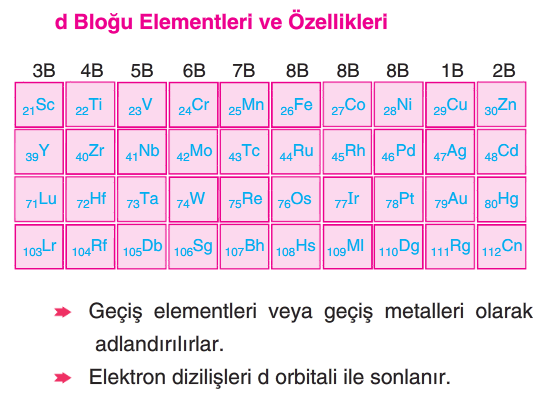 d Bloğu Elementleri ve Özellikleri
3B 4B 5B 6B 7B 8B 8B 8B 1B 2B
21Sc 22Ti 23V 24Cr 25Mn 26Fe 27Co 28Ni 29Cu 30Zn
39Y 40Zr 41Nb 42Mo 43Tc 44Ru 45Rh 46Pd 47Ag 48Cd
71Lu 72Hf 73Ta 74W 75Re 76Os 77Ir 78Pt 79Au 80Hg
103Lr 104Rf 105Db 106Sg 107Bh 108Hs 109Ml 110Dg 111Rg 112Cn
Geçiş elementleri veya geçiş metalleri olarak
adlandırılırlar.
Elektron dizilişleri d orbitali ile sonlanır.